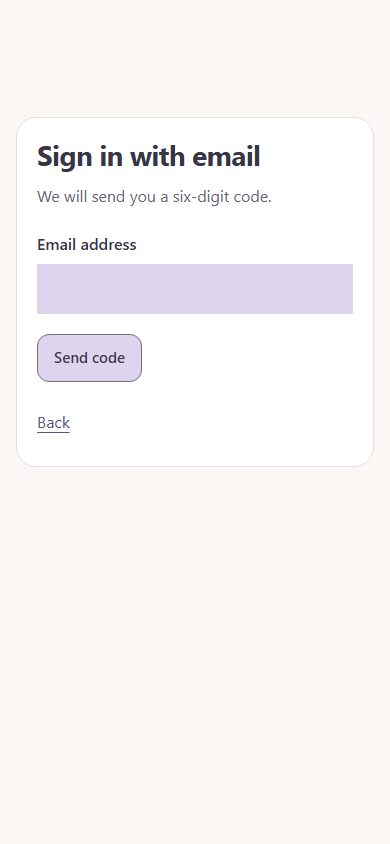 Sign in with email
We will send you a six-digit code.
Email address
Send code
Back